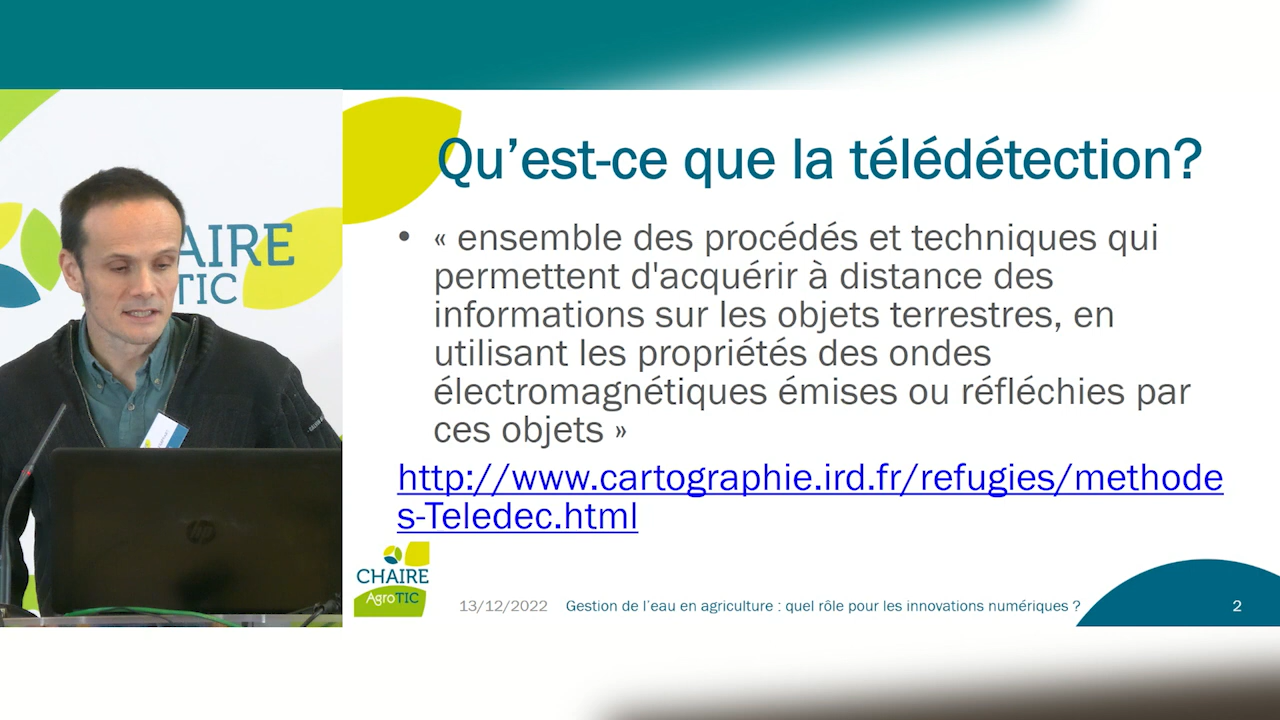 Qu’est-ce que la télédétection?
• « ensemble des procédés et techniques qui
permettent d'acquérir à distance des
informations sur les objets terrestres, en
utilisant les propriétés des ondes
électromagnétiques émises ou réfléchies par
ces objets »
http://www.cartographie.ird.fr/refugies/methode
s-Teledec.html
CHAIRE
AgroTIC
13/12/2022 Gestion de l’eau en agriculture : quel rôle pour les innovations numériques ? 2
AIRE
TIC
hp